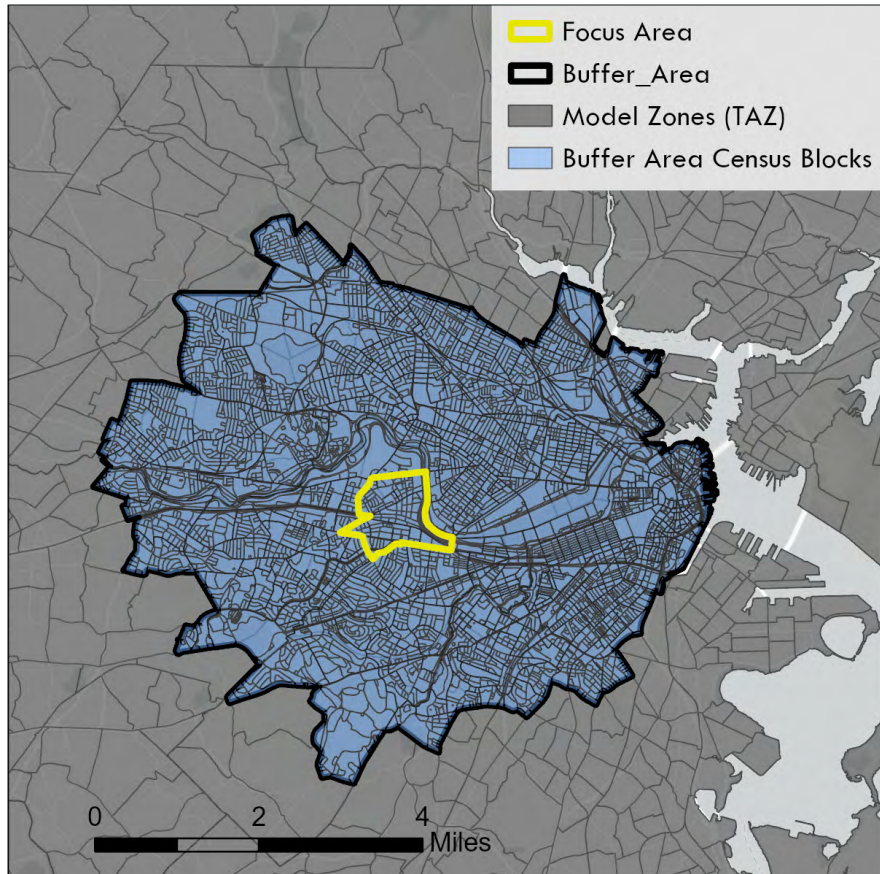 Focus Area
Buffer_Area
Model Zones (TAZ)
Buffer Area Census Blocks
0 2 4
Miles